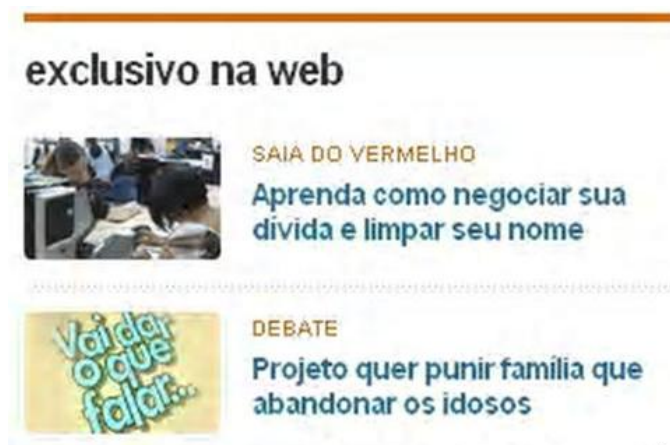 exclusivo na web
SAIA DO VERMELHO
Aprenda como negociar sua
dívida e limpar seu nome
Vai dar
o que
falar...
DEBATE
Projeto quer punir família que
abandonar os idosos